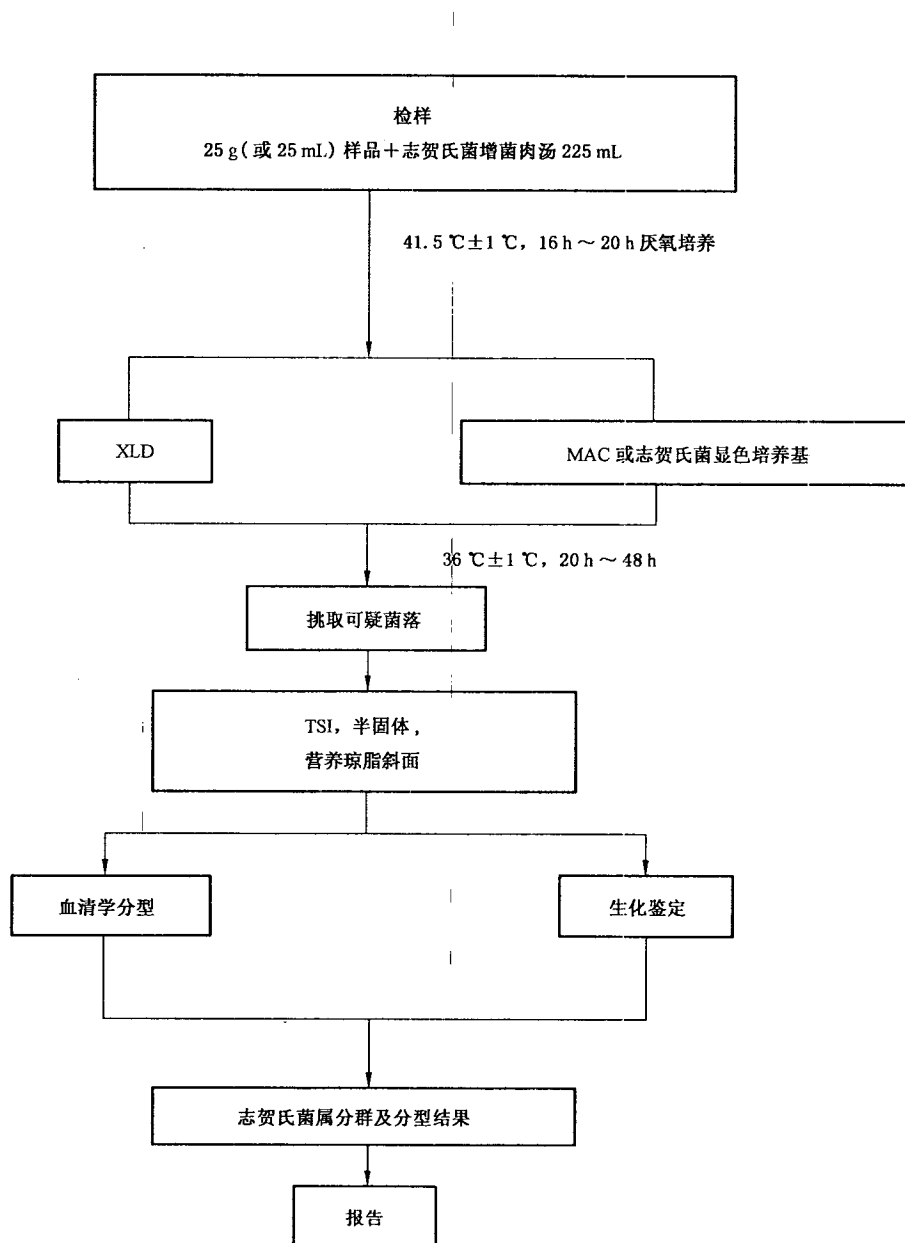 检样
25 g(或 25 mL) 样品＋志贺氏菌增菌肉汤 225 mL
41.5 ℃±1 ℃，16 h～20 h 厌氧培养
XLD
MAC 或志贺氏菌显色培养基
36 ℃±1 ℃，20 h～48 h
挑取可疑菌落
TSI，半固体，
营养琼脂斜面
血清学分型
生化鉴定
志贺氏菌属分群及分型结果
报告